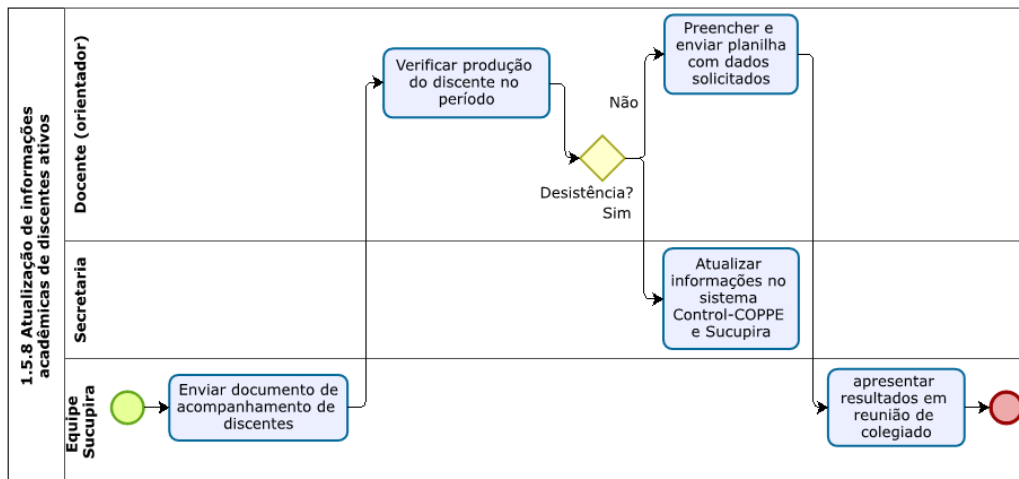 1.5.8 Atualização de informações
acadêmicas de discentes ativos
Docente (orientador)
Verificar produção
do discente no
período
Desistência?
Sim
Não
Preencher e
enviar planilha
com dados
solicitados
Secretaria
Atualizar
informações no
sistema
Control-COPPE
e Sucupira
Equipe
Sucupira
Enviar documento de
acompanhamento de
discentes
apresentar
resultados em
reunião de
colegiado